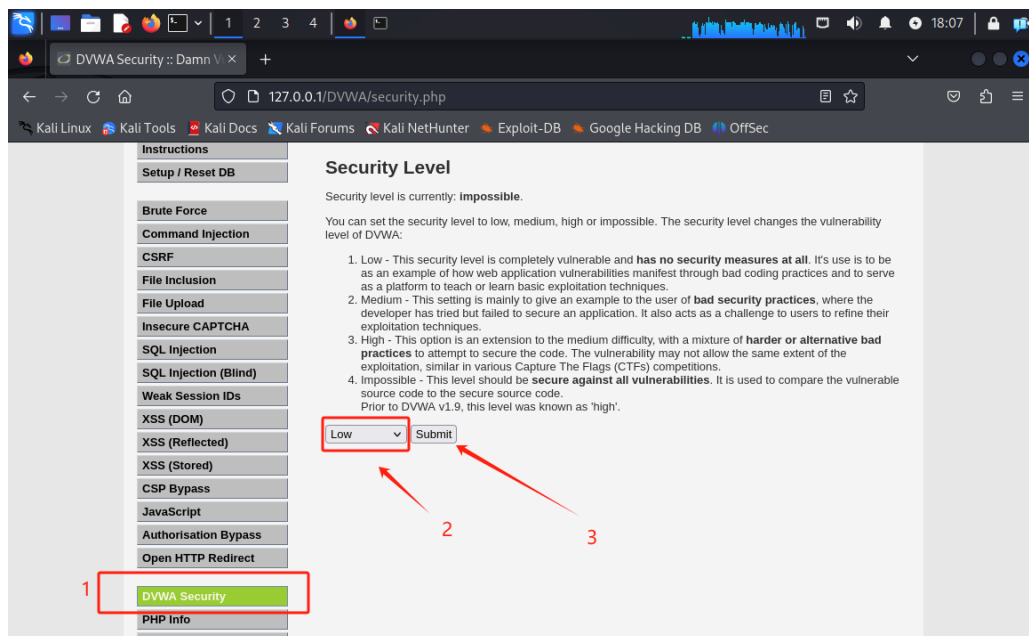 1 2 3 4
18:07
DVWA Security :: Damn V
127.0.0.1/DVWA/security.php
Kali Linux Kali Tools Kali Docs Kali Forums Kali NetHunter Exploit-DB Google Hacking DB OffSec
Instructions
Setup / Reset DB
Brute Force
Command Injection
CSRF
File Inclusion
File Upload
Insecure CAPTCHA
SQL Injection
SQL Injection (Blind)
Weak Session IDs
XSS (DOM)
XSS (Reflected)
XSS (Stored)
CSP Bypass
JavaScript
Authorisation Bypass
Open HTTP Redirect
1
DVWA Security
PHP Info
Security Level
Security level is currently: impossible.
You can set the security level to low, medium, high or impossible. The security level changes the vulnerability
level of DVWA:
1. Low - This security level is completely vulnerable and has no security measures at all. It's use is to be
as an example of how web application vulnerabilities manifest through bad coding practices and to serve
as a platform to teach or learn basic exploitation techniques.
2. Medium - This setting is mainly to give an example to the user of bad security practices, where the
developer has tried but failed to secure an application. It also acts as a challenge to users to refine their
exploitation techniques.
3. High - This option is an extension to the medium difficulty, with a mixture of harder or alternative bad
practices to attempt to secure the code. The vulnerability may not allow the same extent of the
exploitation, similar in various Capture The Flags (CTFs) competitions.
4. Impossible - This level should be secure against all vulnerabilities. It is used to compare the vulnerable
source code to the secure source code.
Prior to DVWA v1.9, this level was known as 'high'.
Low Submit
2
3